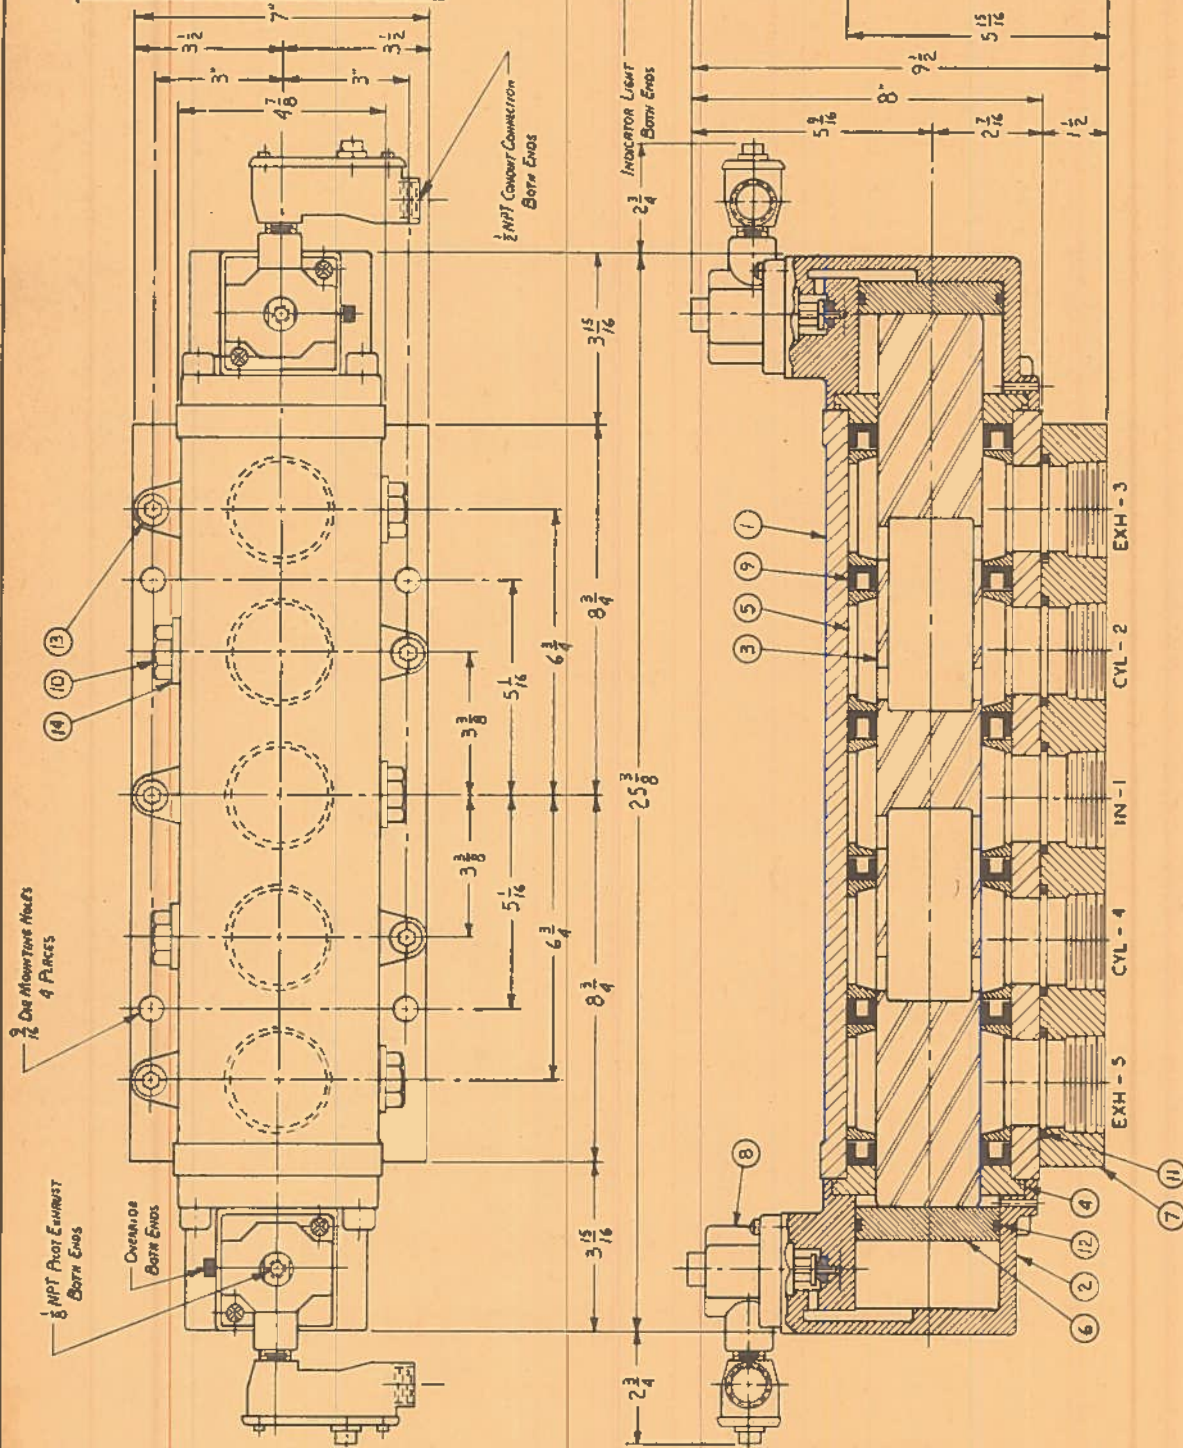 7"
3 1/2
3 1/2
3"
3"
4 7/8
1/2 NPT CONDUIT CONNECTION
BOTH ENDS
9/16 DIA MOUNTING HOLES
4 PLACES
1/8 NPT PILOT EXHAUST
BOTH ENDS
OVERRIDE
BOTH ENDS
14
10
13
3 15/16
8 3/4
6 3/4
5 1/16
3 3/8
3 3/8
5 1/16
6 3/4
8 3/4
3 15/16
25 3/8
2 3/4
2 3/4
INDICATOR LIGHT
BOTH ENDS
5 15/16
9 1/2
8"
5 9/16
2 7/16
1 1/2
3
5
9
1
8
EXH - 5
CYL - 4
IN - 1
CYL - 2
EXH - 3
6
2
12
4
7
11